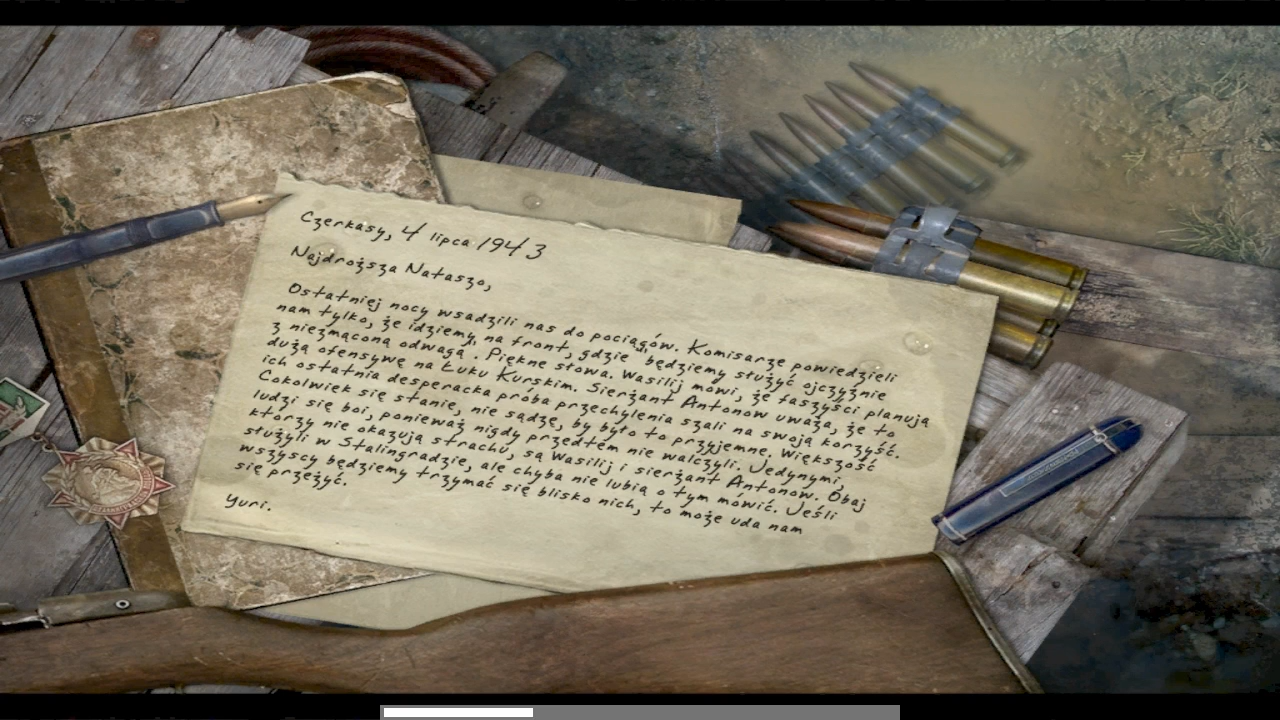 Czerkasy, 4 lipca 1943
Najdroższa Nataszo,
Ostatniej nocy wsadzili nas do pociągów. Komisarze powiedzieli
nam tylko, że idziemy na front, gdzie "będziemy służyć ojczyźnie
z niezmąconą odwagą". Piękne słowa. Wasilij mówi, że faszyści planują
dużą ofensywę na Łuku Kurskim. Sierżant Antonow uważa, że to
ich ostatnia desperacka próba przechylenia szali na swoją korzyść.
Cokolwiek się stanie, nie sądzę, by było to przyjemne. Większość
ludzi się boi, ponieważ nigdy przedtem nie walczyli. Jedynymi,
którzy nie okazują strachu, są Wasilij i sierżant Antonow. Obaj
służyli w Stalingradzie, ale chyba nie lubią o tym mówić. Jeśli
wszyscy będziemy trzymać się blisko nich, to może uda nam
się przeżyć.
Yuri.